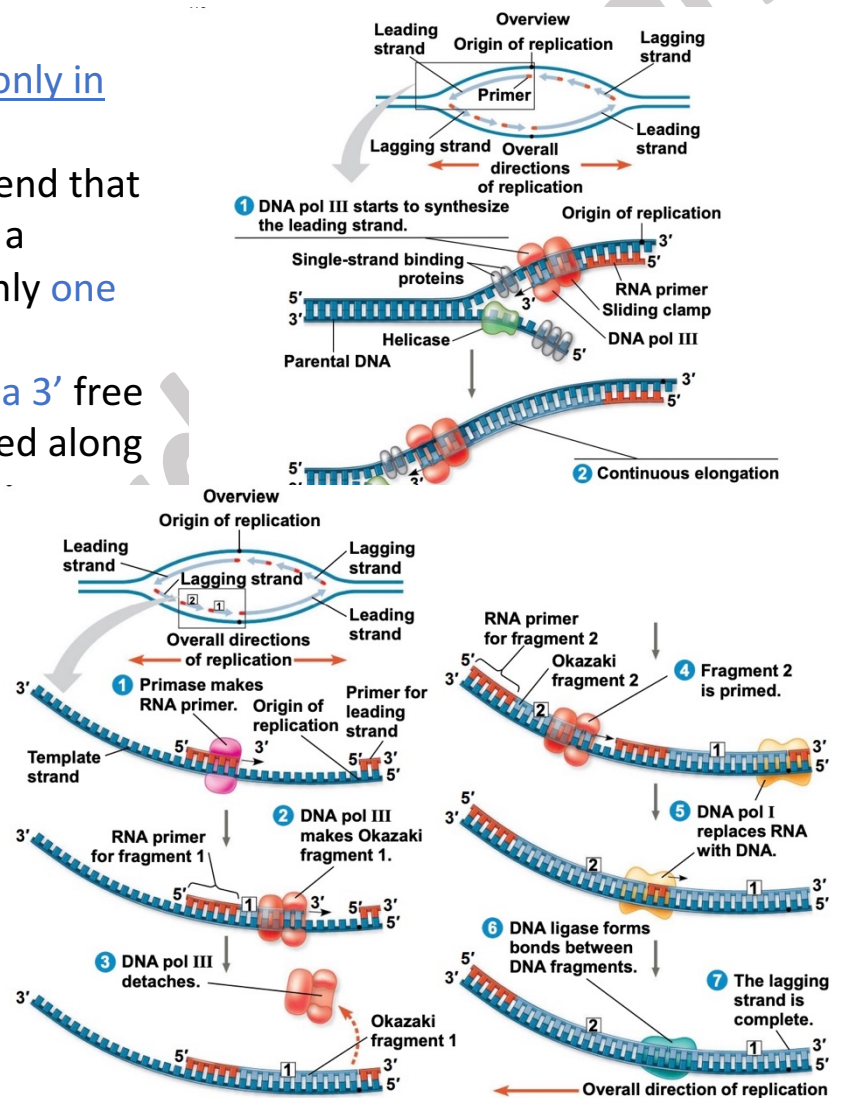 only in
end that
a
nly one
a 3’ free
ed along
Overview
Leading
strand
Origin of replication
Lagging
strand
Primer
Lagging strand
Leading
strand
Overall
directions
of replication
1 DNA pol III starts to synthesize
the leading strand.
Origin of replication
3′
5′
Single-strand binding
proteins
RNA primer
Sliding clamp
5′
3′
3′
Helicase
DNA pol III
5′
Parental DNA
3′
5′
5′
3′
2 Continuous elongation
Overview
Origin of replication
Leading
strand
Lagging
strand
Lagging strand
2
1
Leading
strand
Overall directions
of replication
3′
1 Primase makes
RNA primer.
Origin of
replication
Primer for
leading
strand
5′
3′
5′
3′
Template
strand
3′
RNA primer
for fragment 1
2 DNA pol III
makes Okazaki
fragment 1.
5′
1
3′
5′
3′
5′
3 DNA pol III
detaches.
3′
Okazaki
fragment 1
5′
1
3′
5′
RNA primer
for fragment 2
5′
Okazaki
fragment 2
3′
2
4 Fragment 2
is primed.
1
3′
5′
5 DNA pol I
replaces RNA
with DNA.
5′
3′
2
1
3′
5′
6 DNA ligase forms
bonds between
DNA fragments.
5′
3′
7 The lagging
strand is
complete.
2
1
3′
5′
Overall direction of replication